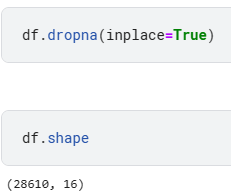 df.dropna(inplace=True)
df.shape
(28610, 16)